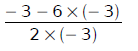 − 3 − 6 × (− 3)
2 × (− 3)